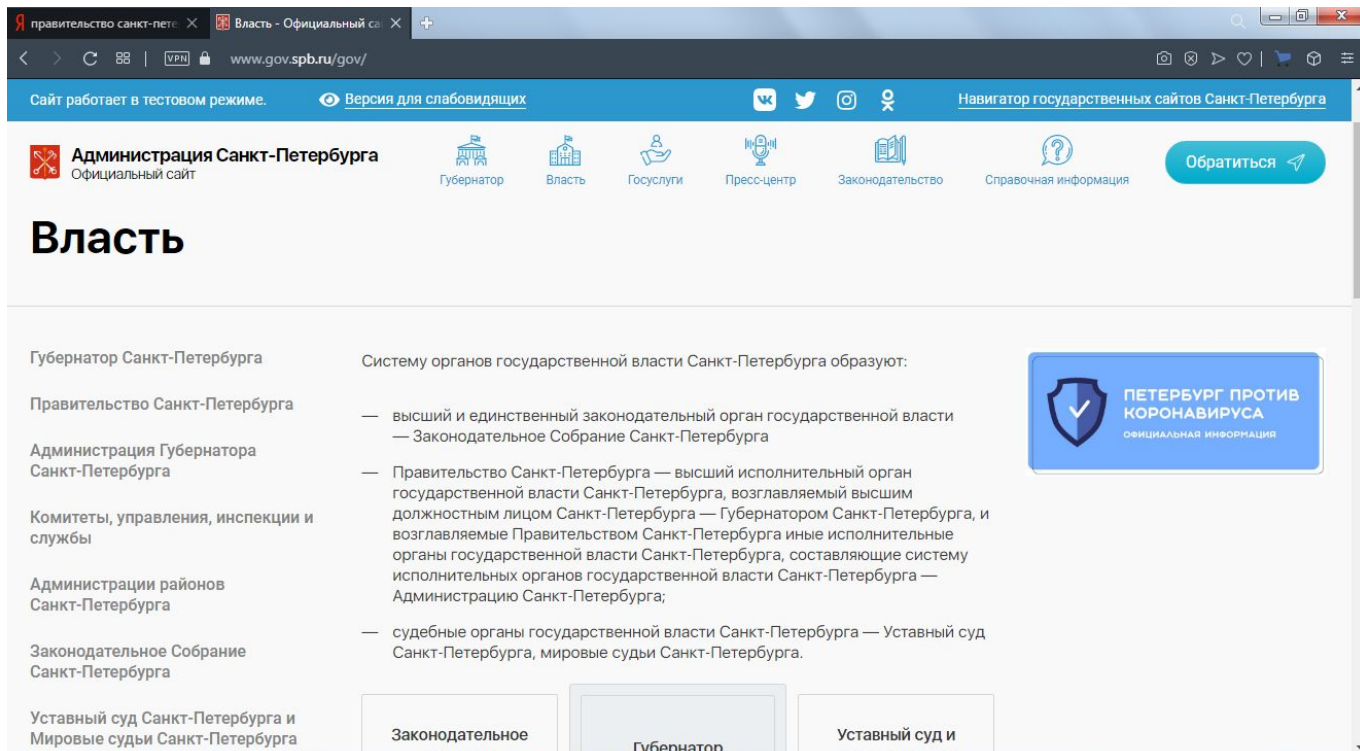 правительство санкт-пете
Власть - Официальный са
VPN
www.gov.spb.ru/gov/
Сайт работает в тестовом режиме.
Версия для слабовидящих
Навигатор государственных сайтов Санкт-Петербурга
Администрация Санкт-Петербурга
Официальный сайт
Губернатор
Власть
Госуслуги
Пресс-центр
Законодательство
Справочная информация
Обратиться
Власть
Губернатор Санкт-Петербурга
Правительство Санкт-Петербурга
Администрация Губернатора
Санкт-Петербурга
Комитеты, управления, инспекции и
службы
Администрации районов
Санкт-Петербурга
Законодательное Собрание
Санкт-Петербурга
Уставный суд Санкт-Петербурга и
Мировые судьи Санкт-Петербурга
Систему органов государственной власти Санкт-Петербурга образуют:
— высший и единственный законодательный орган государственной власти
— Законодательное Собрание Санкт-Петербурга
— Правительство Санкт-Петербурга — высший исполнительный орган
государственной власти Санкт-Петербурга, возглавляемый высшим
должностным лицом Санкт-Петербурга — Губернатором Санкт-Петербурга, и
возглавляемые Правительством Санкт-Петербурга иные исполнительные
органы государственной власти Санкт-Петербурга, составляющие систему
исполнительных органов государственной власти Санкт-Петербурга —
Администрацию Санкт-Петербурга;
— судебные органы государственной власти Санкт-Петербурга — Уставный суд
Санкт-Петербурга, мировые судьи Санкт-Петербурга.
Законодательное
Губернатор
Уставный суд и
ПЕТЕРБУРГ ПРОТИВ
КОРОНАВИРУСА
ОФИЦИАЛЬНАЯ ИНФОРМАЦИЯ